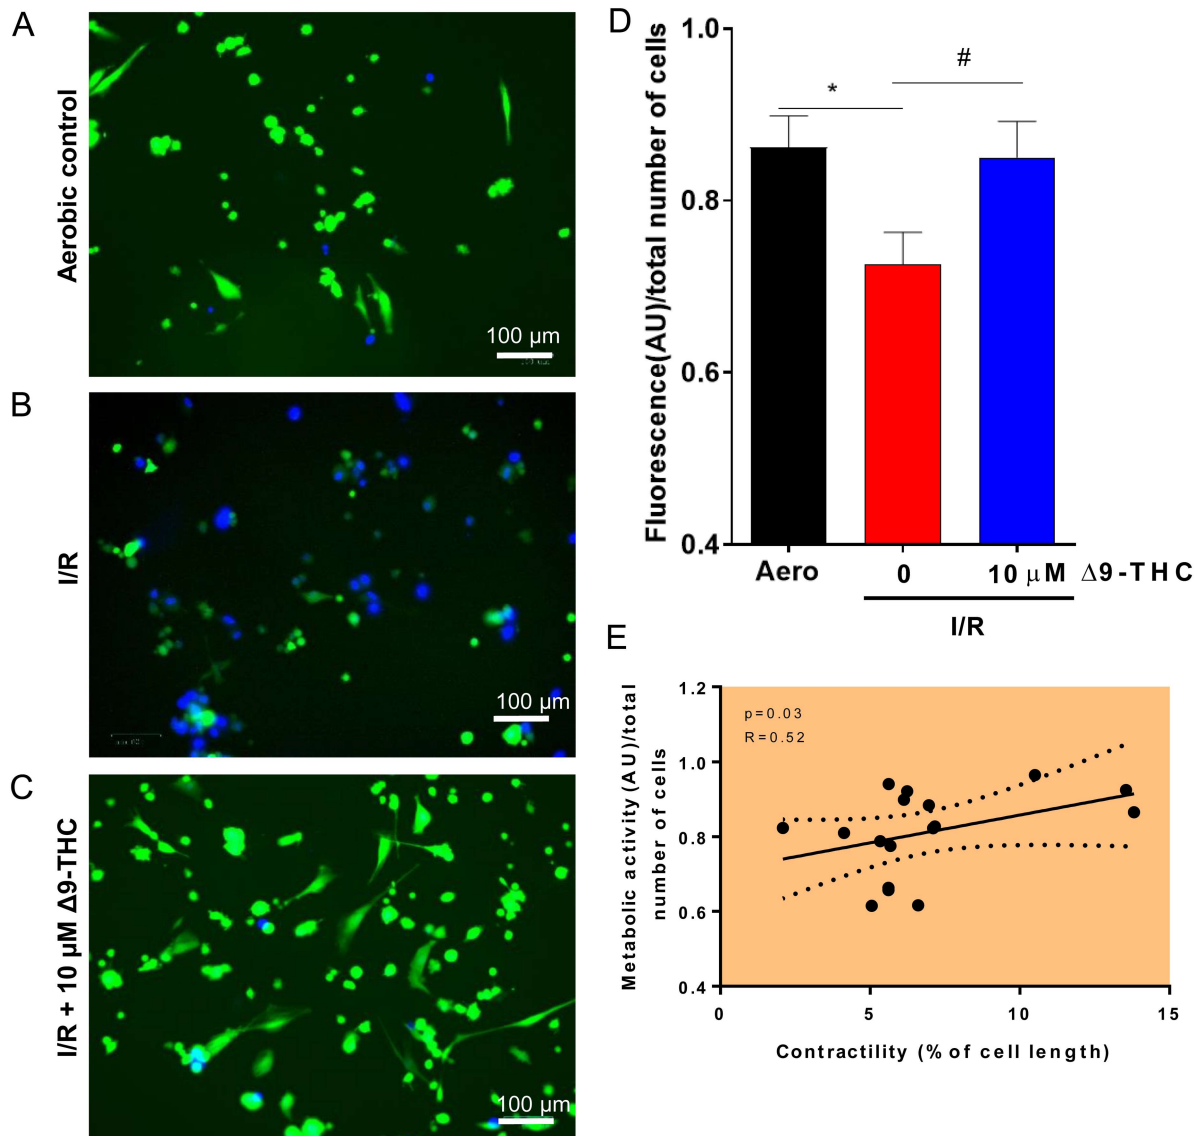 A
Aerobic control
100 µm
B
I/R
100 µm
C
I/R + 10 µM Δ9-THC
100 µm
D
Fluorescence(AU)/total number of cells
1.0
0.8
0.6
0.4
*
#
Aero
0
10 µM
Δ9-THC
I/R
E
Metabolic activity (AU)/total
number of cells
1.2
1.0
0.8
0.6
0.4
p=0.03
R=0.52
0
5
10
15
Contractility (% of cell length)